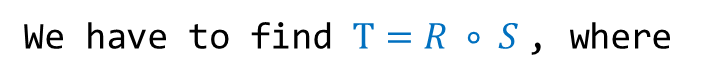 We have to find T = R ∘ S, where